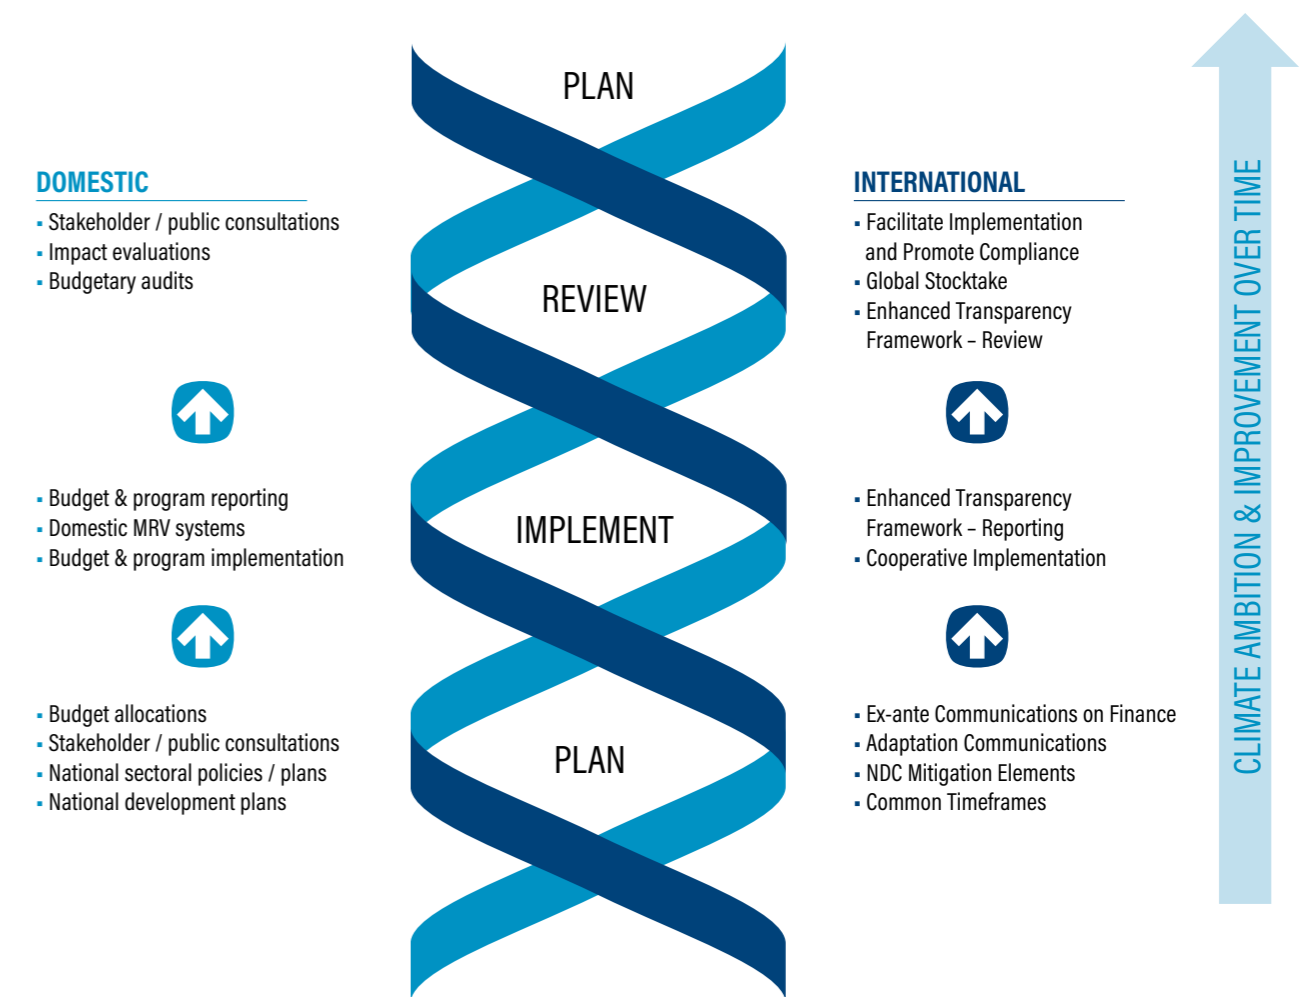 PLAN
DOMESTIC
▪ Stakeholder / public consultations
▪ Impact evaluations
▪ Budgetary audits
REVIEW
INTERNATIONAL
▪ Facilitate Implementation
and Promote Compliance
▪ Global Stocktake
▪ Enhanced Transparency
Framework – Review
▪ Budget & program reporting
▪ Domestic MRV systems
▪ Budget & program implementation
IMPLEMENT
▪ Enhanced Transparency
Framework – Reporting
▪ Cooperative Implementation
▪ Budget allocations
▪ Stakeholder / public consultations
▪ National sectoral policies / plans
▪ National development plans
PLAN
▪ Ex-ante Communications on Finance
▪ Adaptation Communications
▪ NDC Mitigation Elements
▪ Common Timeframes
CLIMATE AMBITION & IMPROVEMENT OVER TIME